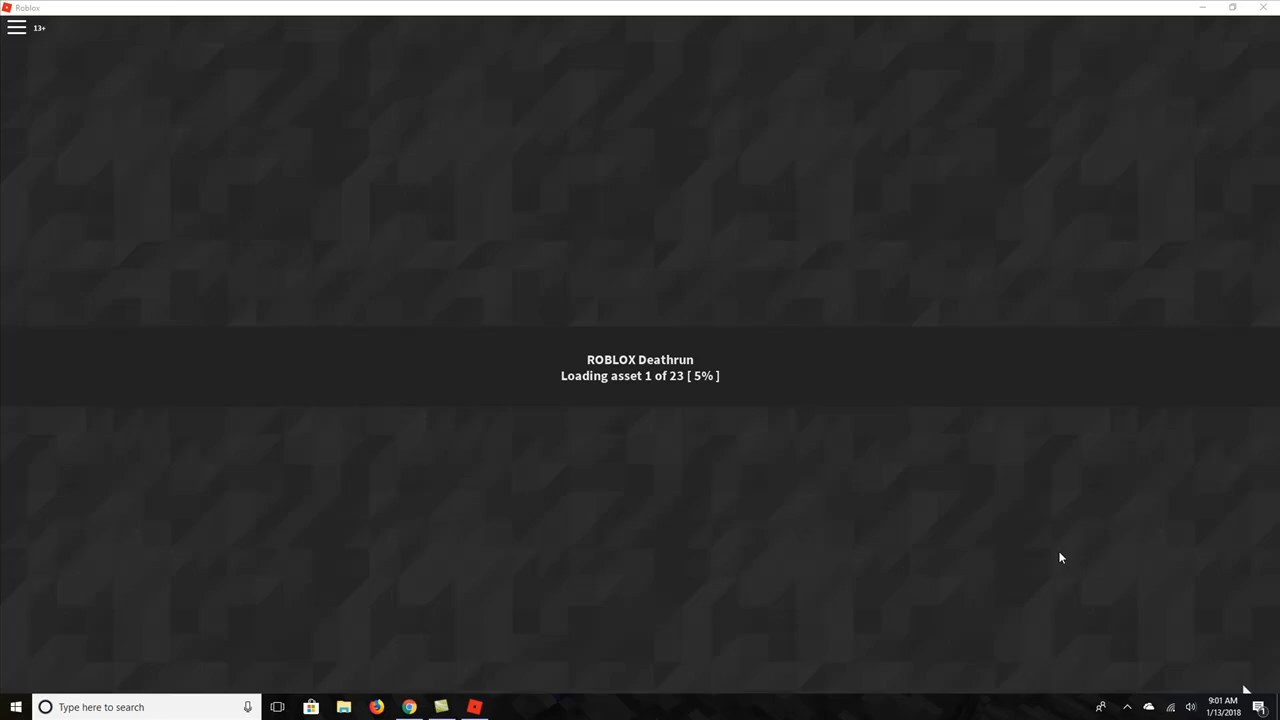 Roblox
13+
ROBLOX Deathrun
Loading asset 1 of 23 [ 5% ]
Type here to search
9:01 AM
1/13/2018
1